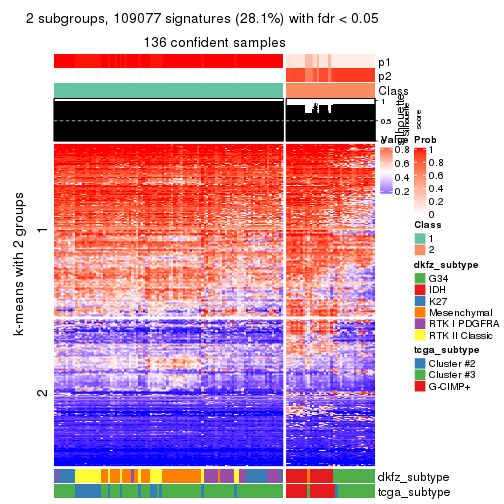 2 subgroups, 109077 signatures (28.1%) with fdr < 0.05
136 confident samples
p1
p2
Class
1
0.5
Silhouette
score
k-means with 2 groups
1
2
Value
0.8
0.6
0.4
0.2
Prob
1
0.8
0.6
0.4
0.2
0
Class
1
2
dkfz_subtype
G34
IDH
K27
Mesenchymal
RTK I PDGFRA
RTK II Classic
tcga_subtype
Cluster #2
Cluster #3
G-CIMP+
dkfz_subtype
tcga_subtype